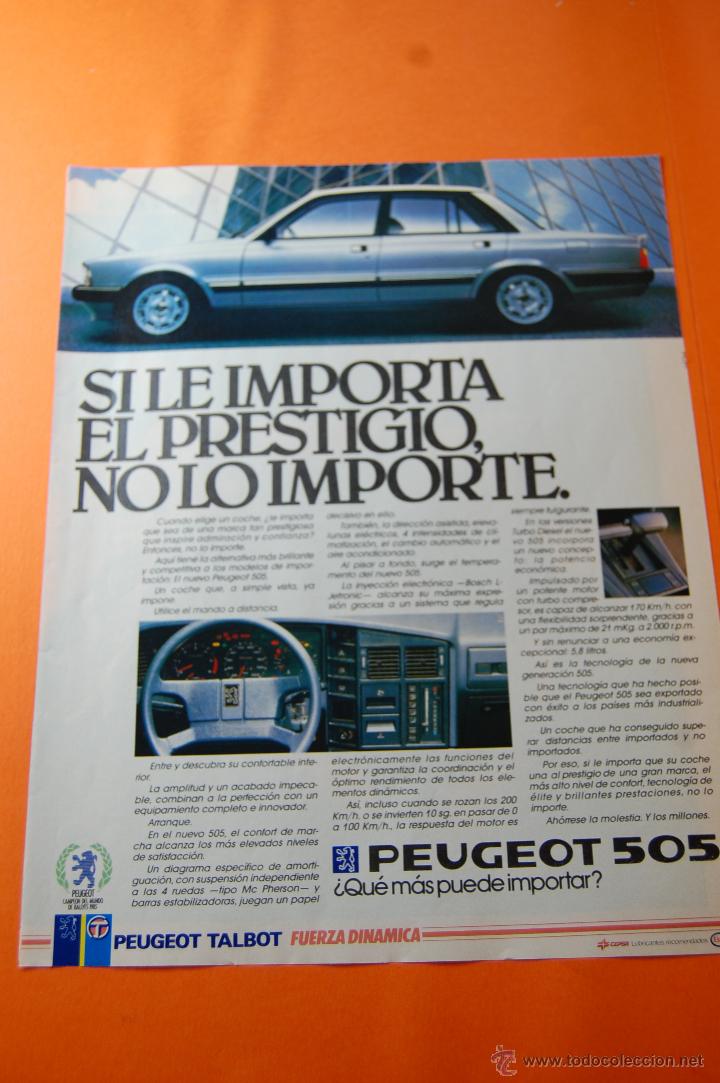 SI LE IMPORTA
EL PRESTIGIO,
NO LO IMPORTE.
Cuando elige un coche, ¿le importa
que sea de una marca tan prestigiosa
que inspire admiración y confianza?
Entonces, no lo importe.
Aquí tiene la alternativa más brillante
y competitiva a los modelos de impor-
tación: El nuevo Peugeot 505.
Un coche que, a simple vista, ya
impone.
Utilice el mando a distancia.
Entre y descubra su confortable inte-
rior.
La amplitud y un acabado impeca-
ble, combinan a la perfección con un
equipamiento completo e innovador.
Arranque.
En el nuevo 505, el confort de mar-
cha alcanza los más elevados niveles
de satisfacción.
Un diagrama específico de amorti-
guación, con suspensión independiente
a las 4 ruedas —tipo Mc Pherson— y
barras estabilizadoras, juegan un papel
decisivo en ello.
También, la dirección asistida, eleva-
lunas eléctricos, 4 intensidades de cli-
matización, el cambio automático y el
aire acondicionado.
Al pisar a fondo, surge el tempera-
mento del nuevo 505.
La inyección electrónica —Bosch L-
Jetronic— alcanza su máxima expre-
sión gracias a un sistema que regula
electrónicamente las funciones del
motor y garantiza la coordinación y el
óptimo rendimiento de todos los ele-
mentos dinámicos.
Así, incluso cuando se rozan los 200
Km/h. o se invierten 10 sg. en pasar de 0
a 100 Km/h., la respuesta del motor es
siempre fulgurante.
En las versiones
Turbo Diesel el nue-
vo 505 incorpora
un nuevo concep-
to: la potencia
económica.
Impulsado por
un potente motor
con turbo compre-
sor, es capaz de alcanzar 170 Km/h. con
una flexibilidad sorprendente, gracias a
un par máximo de 21 mKg. a 2.000 r.p.m.
Y sin renunciar a una economía ex-
cepcional: 5,8 litros.
Así es la tecnología de la nueva
generación 505.
Una tecnología que ha hecho posi-
ble que el Peugeot 505 sea exportado
con éxito a los países más industriali-
zados.
Un coche que ha conseguido supe-
rar distancias entre importados y no
importados.
Por eso, si le importa que su coche
una al prestigio de una gran marca, el
más alto nivel de confort, tecnología de
élite y brillantes prestaciones, no lo
importe.
Ahórrese la molestia. Y los millones.
PEUGEOT 505
¿Qué más puede importar?
PEUGEOT
CAMPEON DEL MUNDO
DE RALLYES 1985
PEUGEOT TALBOT FUERZA DINAMICA
CEPSA Lubricantes recomendados
www.todocoleccion.net